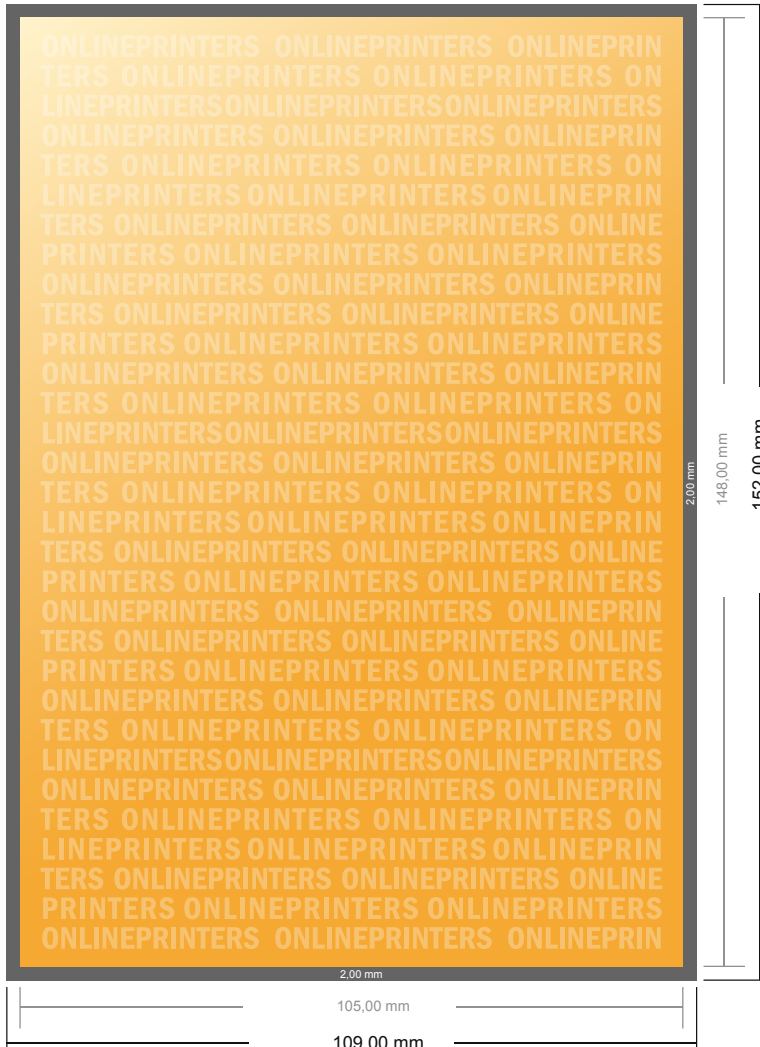 ONLINEPRINTERS ONLINEPRINTERS ONLINEPRIN
TERS ONLINEPRINTERS ONLINEPRINTERS ON
LINEPRINTERSONLINEPRINTERSONLINEPRINTERS
ONLINEPRINTERS ONLINEPRINTERS ONLINEPRIN
TERS ONLINEPRINTERS ONLINEPRINTERS ON
LINEPRINTERS ONLINEPRINTERS ONLINEPRIN
TERS ONLINEPRINTERS ONLINEPRINTERS ONLINE
PRINTERS ONLINEPRINTERS ONLINEPRINTERS
ONLINEPRINTERS ONLINEPRINTERS ONLINEPRIN
TERS ONLINEPRINTERS ONLINEPRINTERS ONLINE
PRINTERS ONLINEPRINTERS ONLINEPRINTERS
ONLINEPRINTERS ONLINEPRINTERS ONLINEPRIN
TERS ONLINEPRINTERS ONLINEPRINTERS ON
LINEPRINTERSONLINEPRINTERSONLINEPRINTERS
ONLINEPRINTERS ONLINEPRINTERS ONLINEPRIN
TERS ONLINEPRINTERS ONLINEPRINTERS ON
LINEPRINTERS ONLINEPRINTERS ONLINEPRIN
TERS ONLINEPRINTERS ONLINEPRINTERS ONLINE
PRINTERS ONLINEPRINTERS ONLINEPRINTERS
ONLINEPRINTERS ONLINEPRINTERS ONLINEPRIN
TERS ONLINEPRINTERS ONLINEPRINTERS ONLINE
PRINTERS ONLINEPRINTERS ONLINEPRINTERS
ONLINEPRINTERS ONLINEPRINTERS ONLINEPRIN
TERS ONLINEPRINTERS ONLINEPRINTERS ON
LINEPRINTERSONLINEPRINTERSONLINEPRINTERS
ONLINEPRINTERS ONLINEPRINTERS ONLINEPRIN
TERS ONLINEPRINTERS ONLINEPRINTERS ON
LINEPRINTERS ONLINEPRINTERS ONLINEPRIN
TERS ONLINEPRINTERS ONLINEPRINTERS ONLINE
PRINTERS ONLINEPRINTERS ONLINEPRINTERS
ONLINEPRINTERS ONLINEPRINTERS ONLINEPRIN
2,00 mm
148,00 mm
152,00 mm
2,00 mm
105,00 mm
109,00 mm